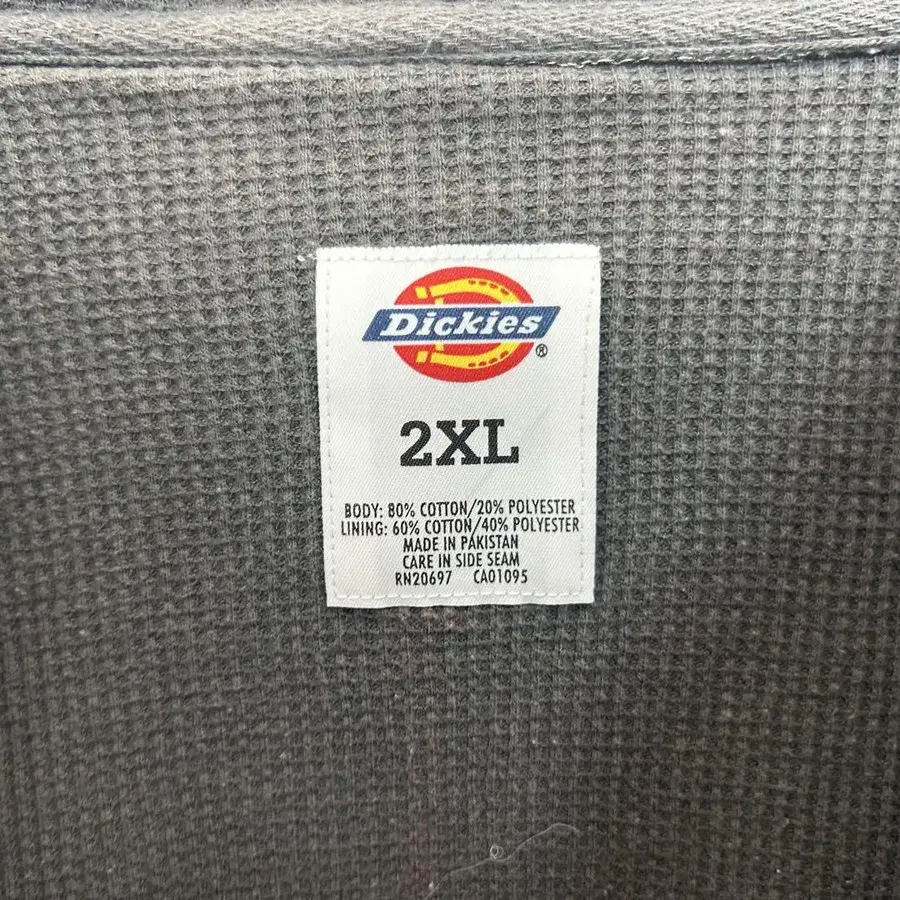 Dickies
®
2XL
BODY: 80% COTTON/20% POLYESTER
LINING: 60% COTTON/40% POLYESTER
MADE IN PAKISTAN
CARE IN SIDE SEAM
RN20697 CA01095